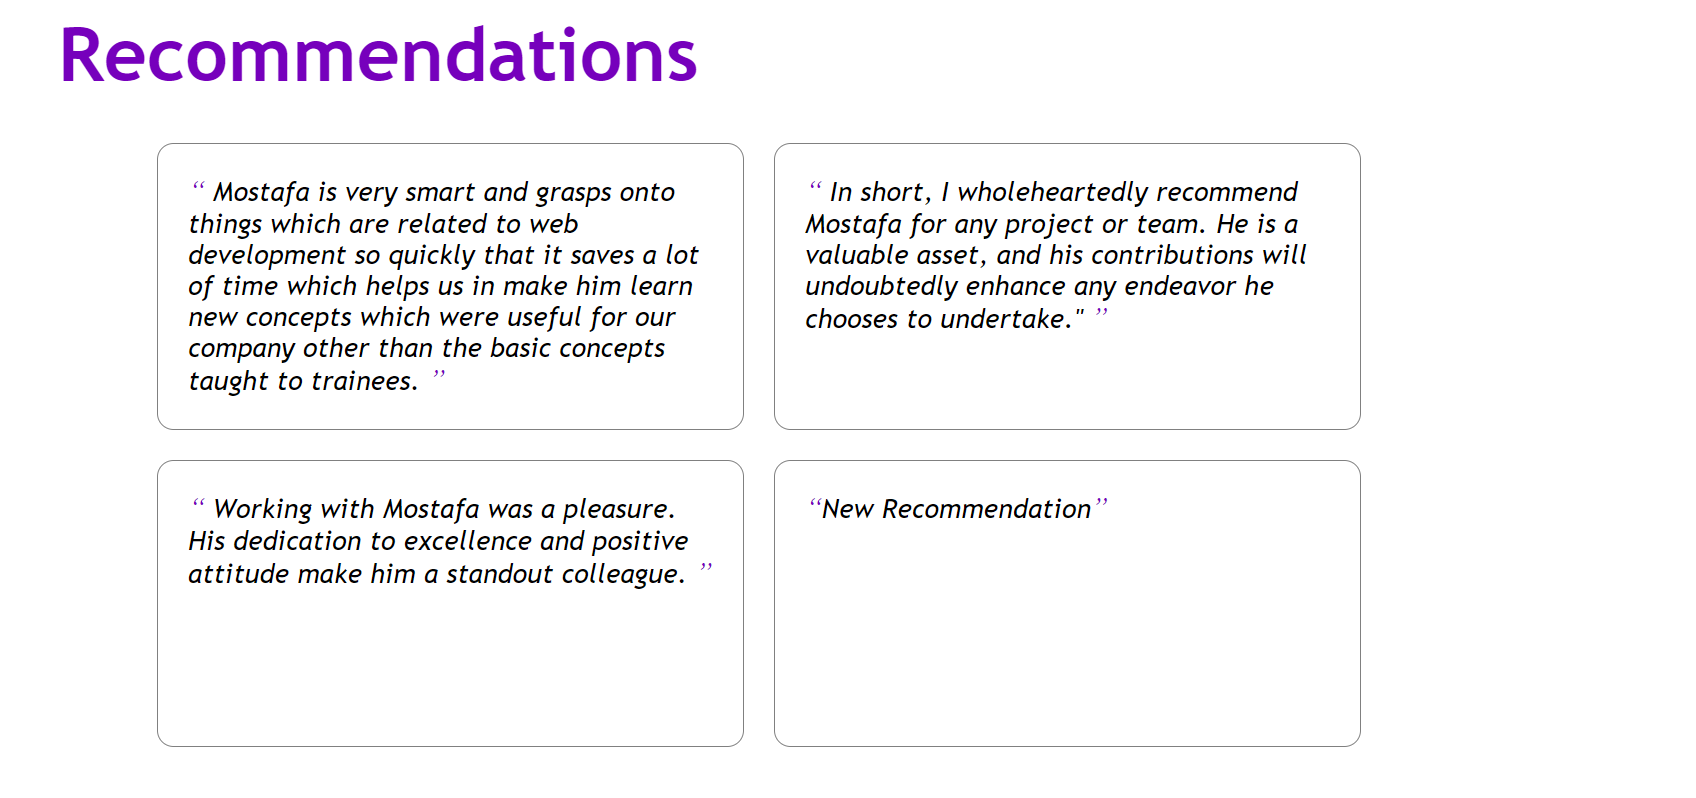 Recommendations
“ Mostafa is very smart and grasps onto
things which are related to web
development so quickly that it saves a lot
of time which helps us in make him learn
new concepts which were useful for our
company other than the basic concepts
taught to trainees. ”
“ In short, I wholeheartedly recommend
Mostafa for any project or team. He is a
valuable asset, and his contributions will
undoubtedly enhance any endeavor he
chooses to undertake." ”
“ Working with Mostafa was a pleasure.
His dedication to excellence and positive
attitude make him a standout colleague. ”
“New Recommendation”